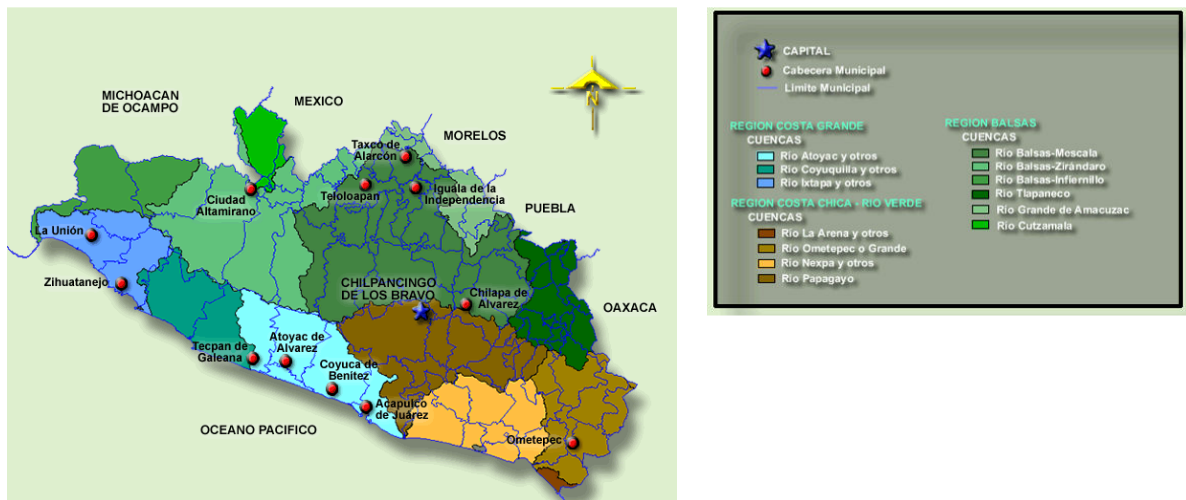 MICHOACAN
DE OCAMPO
MEXICO
N
MORELOS
Taxco de
Alarcón
Ciudad
Altamirano
Teloloapan
Iguala de la
Independencia
PUEBLA
La Unión
Zihuatanejo
CHILPANCINGO
DE LOS BRAVO
Chilapa de
Alvarez
OAXACA
Tecpan de
Galeana
Atoyac de
Alvarez
Coyuca de
Benitez
Acapulco
de Juárez
OCEANO PACIFICO
Ometepec
CAPITAL
Cabecera Municipal
Limite Municipal
REGION COSTA GRANDE
CUENCAS
Río Atoyac y otros
Río Coyuquilla y otros
Río Ixtapa y otros
REGION COSTA CHICA - RIO VERDE
CUENCAS
Río La Arena y otros
Río Ometepec o Grande
Río Nexpa y otros
Río Papagayo
REGION BALSAS
CUENCAS
Río Balsas-Mescala
Río Balsas-Ziràndaro
Río Balsas-Infiernillo
Río Tlapaneco
Río Grande de Amacuzac
Río Cutzamala